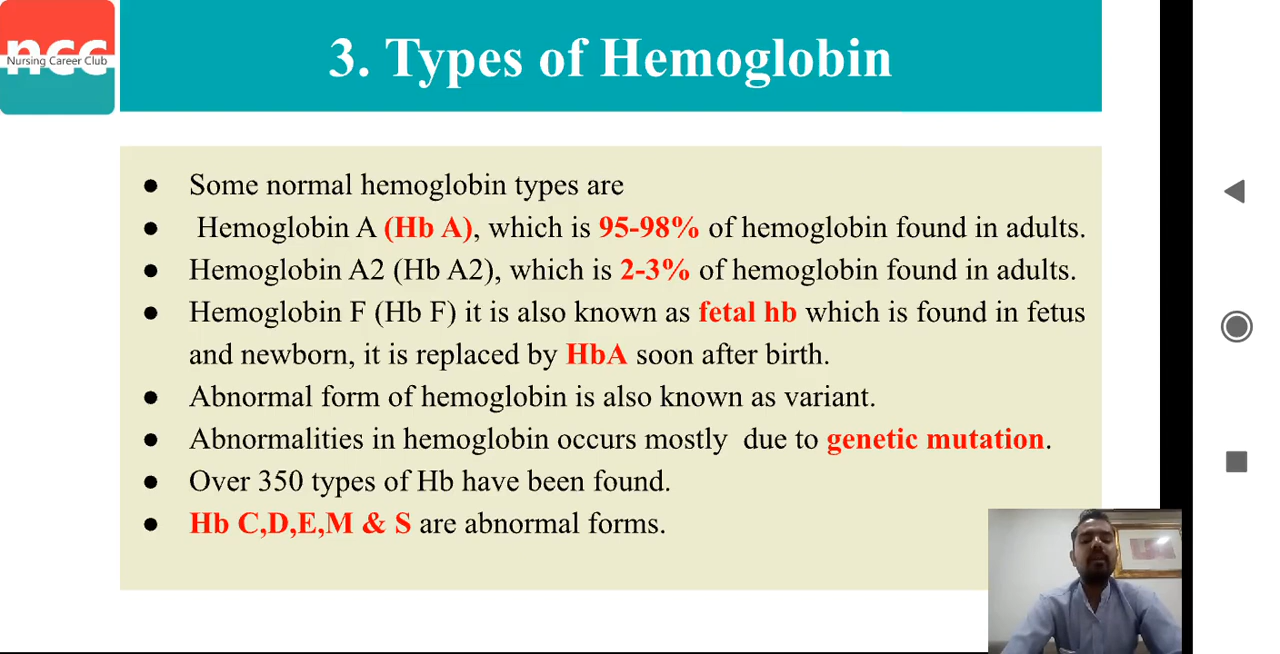 ncc
Nursing Career Club
3. Types of Hemoglobin
● Some normal hemoglobin types are
● Hemoglobin A (Hb A), which is 95-98% of hemoglobin found in adults.
● Hemoglobin A2 (Hb A2), which is 2-3% of hemoglobin found in adults.
● Hemoglobin F (Hb F) it is also known as fetal hb which is found in fetus
and newborn, it is replaced by HbA soon after birth.
● Abnormal form of hemoglobin is also known as variant.
● Abnormalities in hemoglobin occurs mostly due to genetic mutation.
● Over 350 types of Hb have been found.
● Hb C,D,E,M & S are abnormal forms.